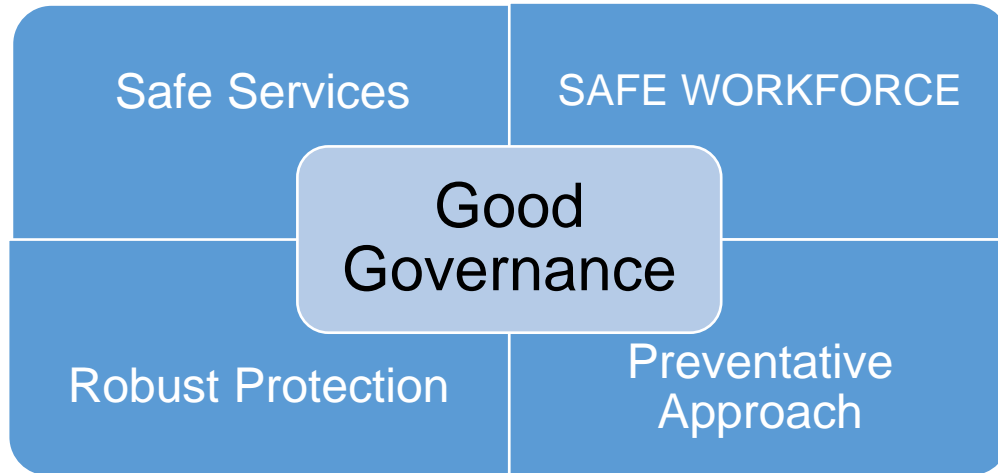 Safe Services
SAFE WORKFORCE
Good
Governance
Robust Protection
Preventative
Approach